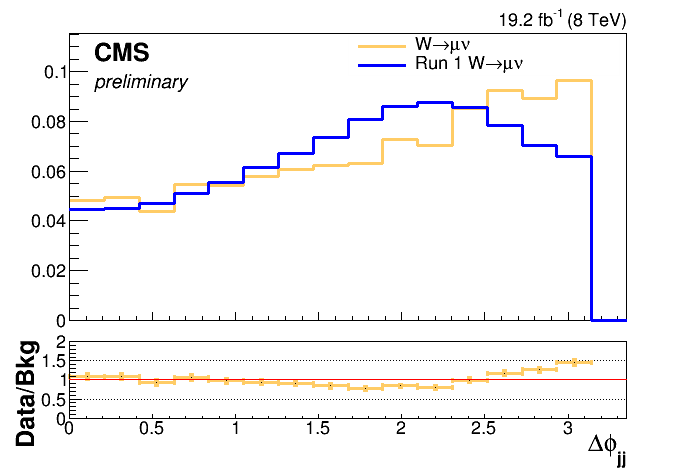 19.2 fb⁻¹ (8 TeV)
CMS
preliminary
W→μν
Run 1 W→μν
0.1
0.08
0.06
0.04
0.02
0
Data/Bkg
2
1.5
1
0.5
0
0 0.5 1 1.5 2 2.5 3
Δϕjj